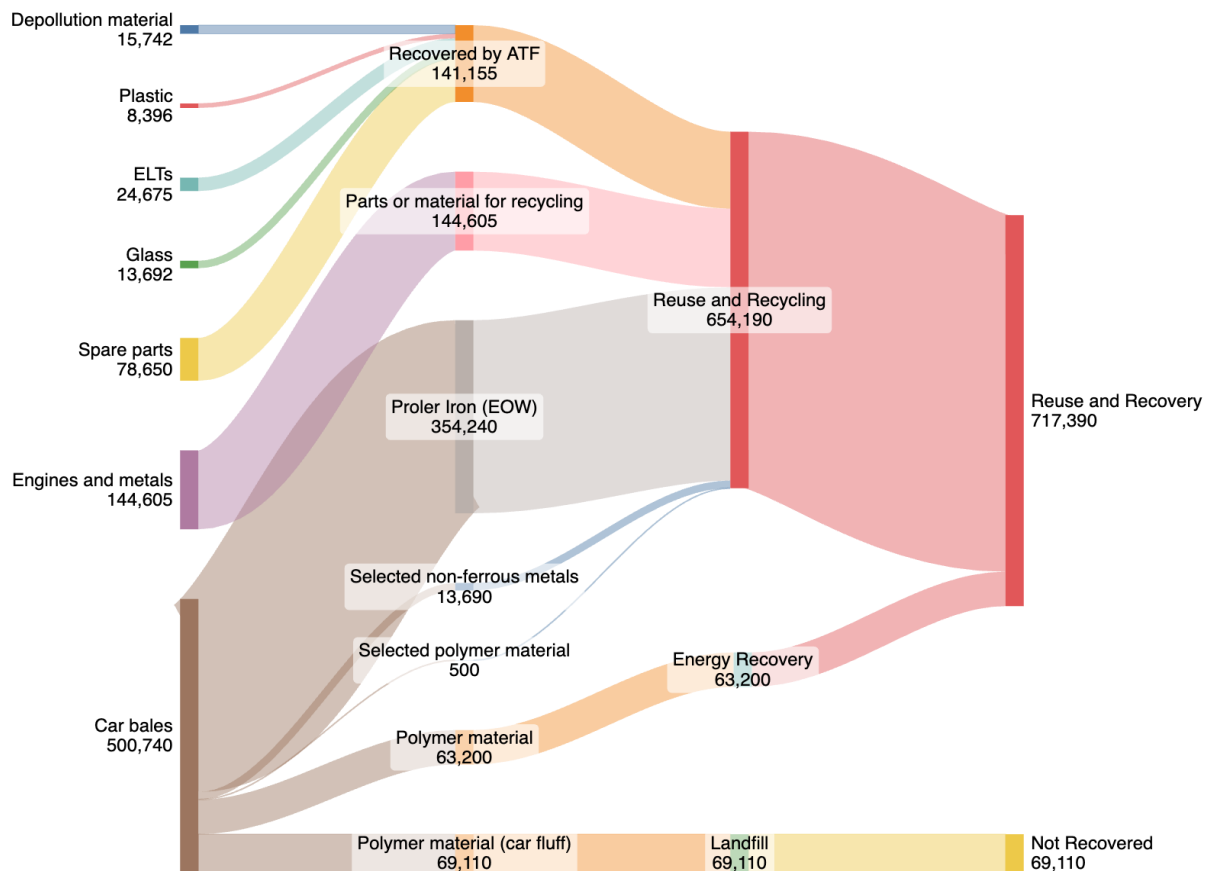 Depollution material
15,742
Plastic
8,396
ELTs
24,675
Glass
13,692
Spare parts
78,650
Engines and metals
144,605
Car bales
500,740
Recovered by ATF
141,155
Parts or material for recycling
144,605
Proler Iron (EOW)
354,240
Selected non-ferrous metals
13,690
Selected polymer material
500
Polymer material
63,200
Polymer material (car fluff)
69,110
Reuse and Recycling
654,190
Energy Recovery
63,200
Landfill
69,110
Reuse and Recovery
717,390
Not Recovered
69,110